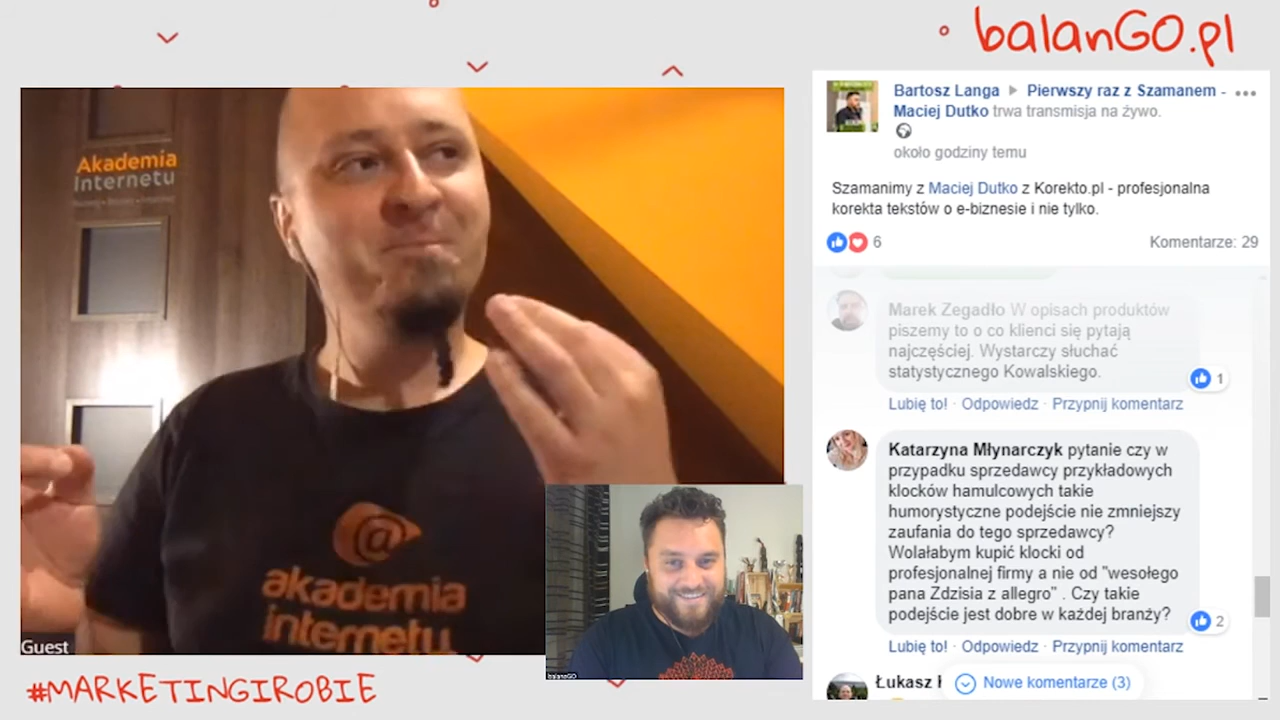 balanGO.pl
Akademia
Internetu
akademia
internetu
Guest
balanGO
#MARKETINGIROBIE
Bartosz Langa Pierwszy raz z Szamanem -
Maciej Dutko trwa transmisja na żywo.
około godziny temu
Szamanimy z Maciej Dutko z Korekto.pl - profesjonalna
korekta tekstów o e-biznesie i nie tylko.
6
Komentarze: 29
Marek Zegadło W opisach produktów
piszemy to o co klienci się pytają
najczęściej. Wystarczy słuchać
statystycznego Kowalskiego.
1
Lubię to! · Odpowiedz · Przypnij komentarz
Katarzyna Młynarczyk pytanie czy w
przypadku sprzedawcy przykładowych
klocków hamulcowych takie
humorystyczne podejście nie zmniejszy
zaufania do tego sprzedawcy?
Wolałabym kupić klocki od
profesjonalnej firmy a nie od "wesołego
pana Zdzisia z allegro" . Czy takie
podejście jest dobre w każdej branży?
2
Lubię to! · Odpowiedz · Przypnij komentarz
Łukasz
Nowe komentarze (3)